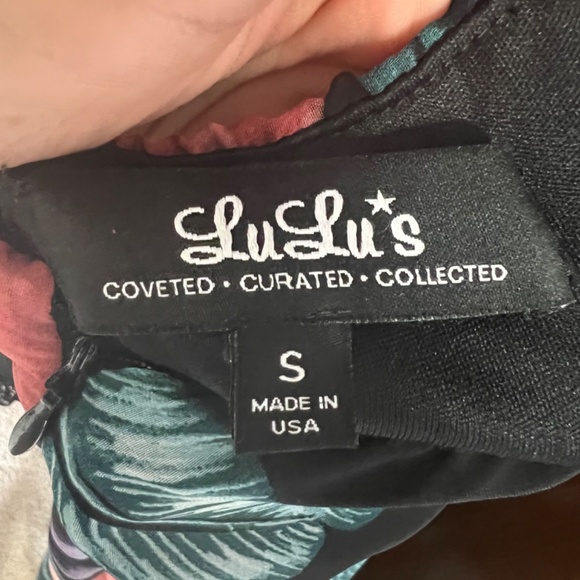 LuLu*s
COVETED • CURATED • COLLECTED
S
MADE IN
USA